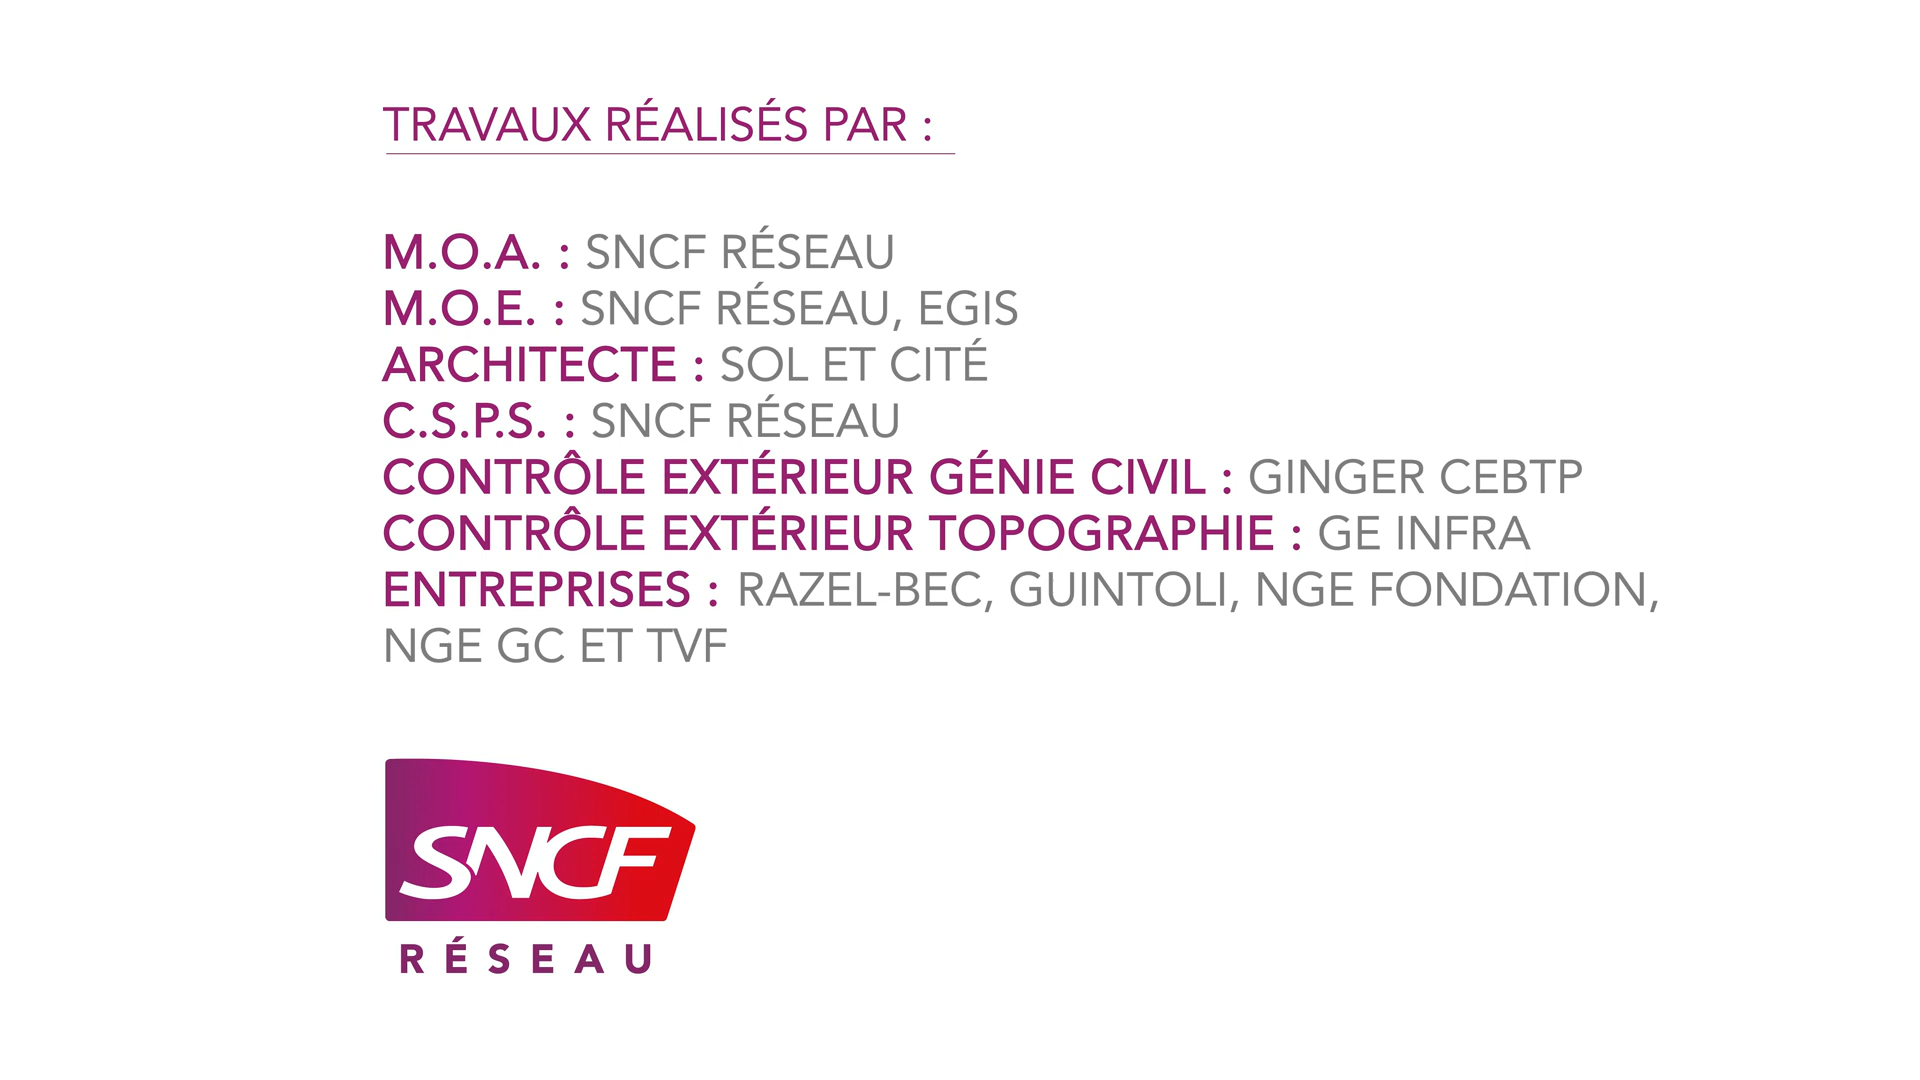 TRAVAUX RÉALISÉS PAR :
M.O.A. : SNCF RÉSEAU
M.O.E. : SNCF RÉSEAU, EGIS
ARCHITECTE : SOL ET CITÉ
C.S.P.S. : SNCF RÉSEAU
CONTRÔLE EXTÉRIEUR GÉNIE CIVIL : GINGER CEBTP
CONTRÔLE EXTÉRIEUR TOPOGRAPHIE : GE INFRA
ENTREPRISES : RAZEL-BEC, GUINTOLI, NGE FONDATION,
NGE GC ET TVF
SNCF
RÉSEAU